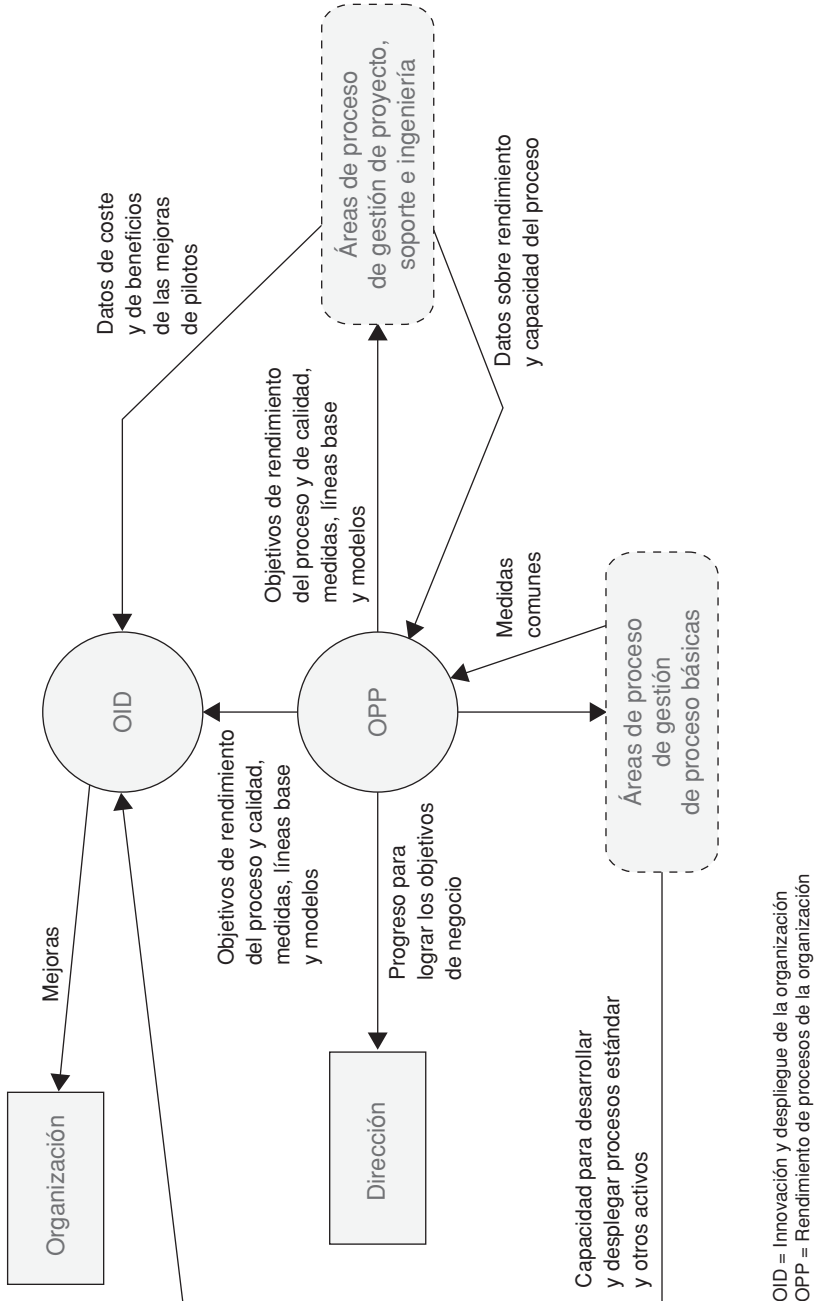 Organización
Mejoras
OID
Datos de coste
y de beneficios
de las mejoras
de pilotos
Objetivos de rendimiento
del proceso y calidad,
medidas, líneas base
y modelos
Objetivos de rendimiento
del proceso y de calidad,
medidas, líneas base
y modelos
Dirección
Progreso para
lograr los objetivos
de negocio
OPP
Áreas de proceso
de gestión de proyecto,
soporte e ingeniería
Datos sobre rendimiento
y capacidad del proceso
Medidas
comunes
Capacidad para desarrollar
y desplegar procesos estándar
y otros activos
Áreas de proceso
de gestión
de proceso básicas
OID = Innovación y despliegue de la organización
OPP = Rendimiento de procesos de la organización